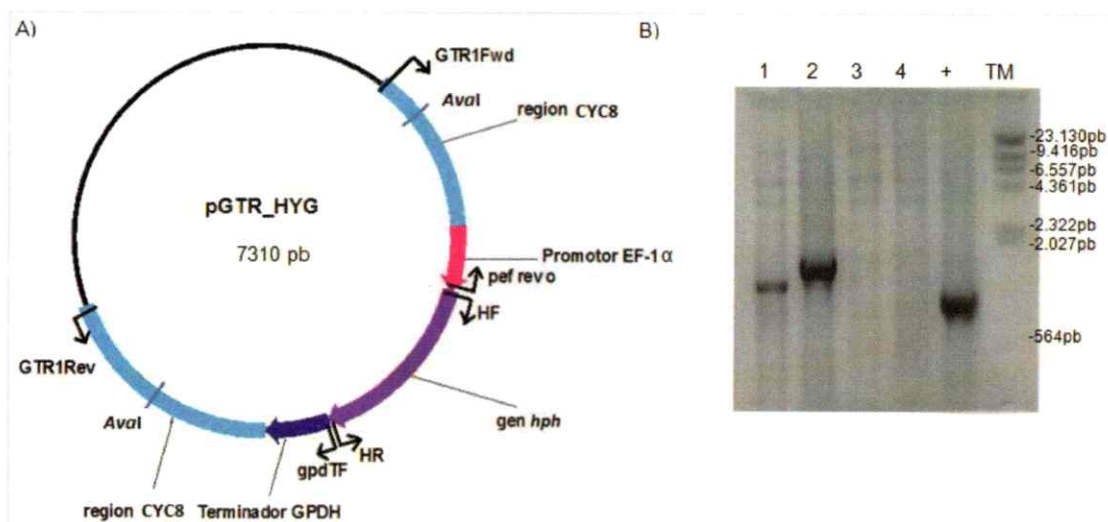 A)
GTR1Fwd
AvaI
region CYC8
pGTR_HYG
7310 pb
Promotor EF-1α
pef revo
HF
GTR1Rev
AvaI
gen hph
HR
gpdTF
region CYC8
Terminador GPDH
B)
1 2 3 4 + TM
-23.130pb
-9.416pb
-6.557pb
-4.361pb
-2.322pb
-2.027pb
-564pb